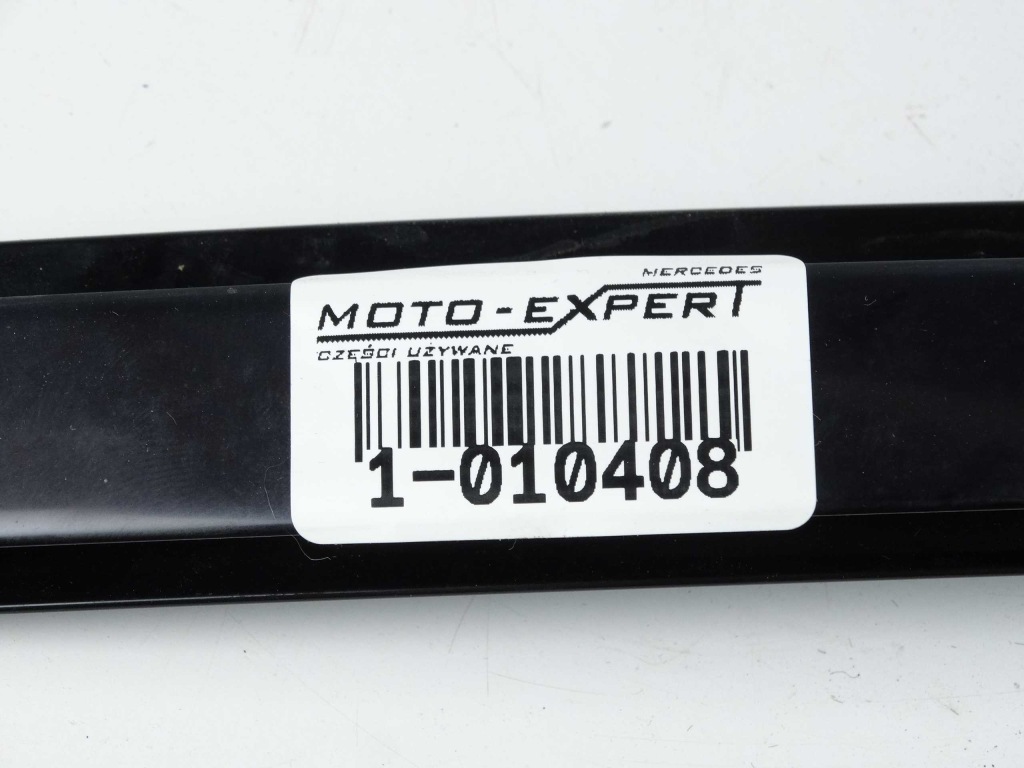 MERCEDES
MOTO-EXPERT
CZĘŚCI UŻYWANE
1-010408